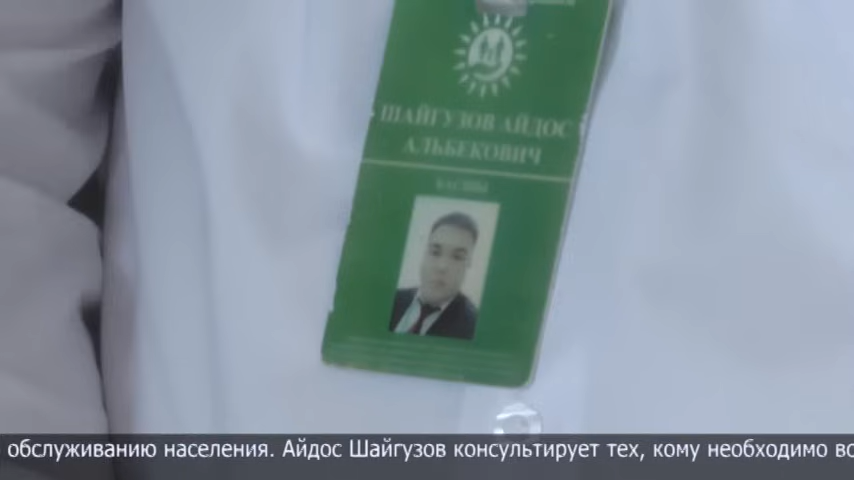 ШАЙГУЗОВ АЙДОС
АЛЬБЕКОВИЧ
обслуживанию населения. Айдос Шайгузов консультирует тех, кому необходимо во